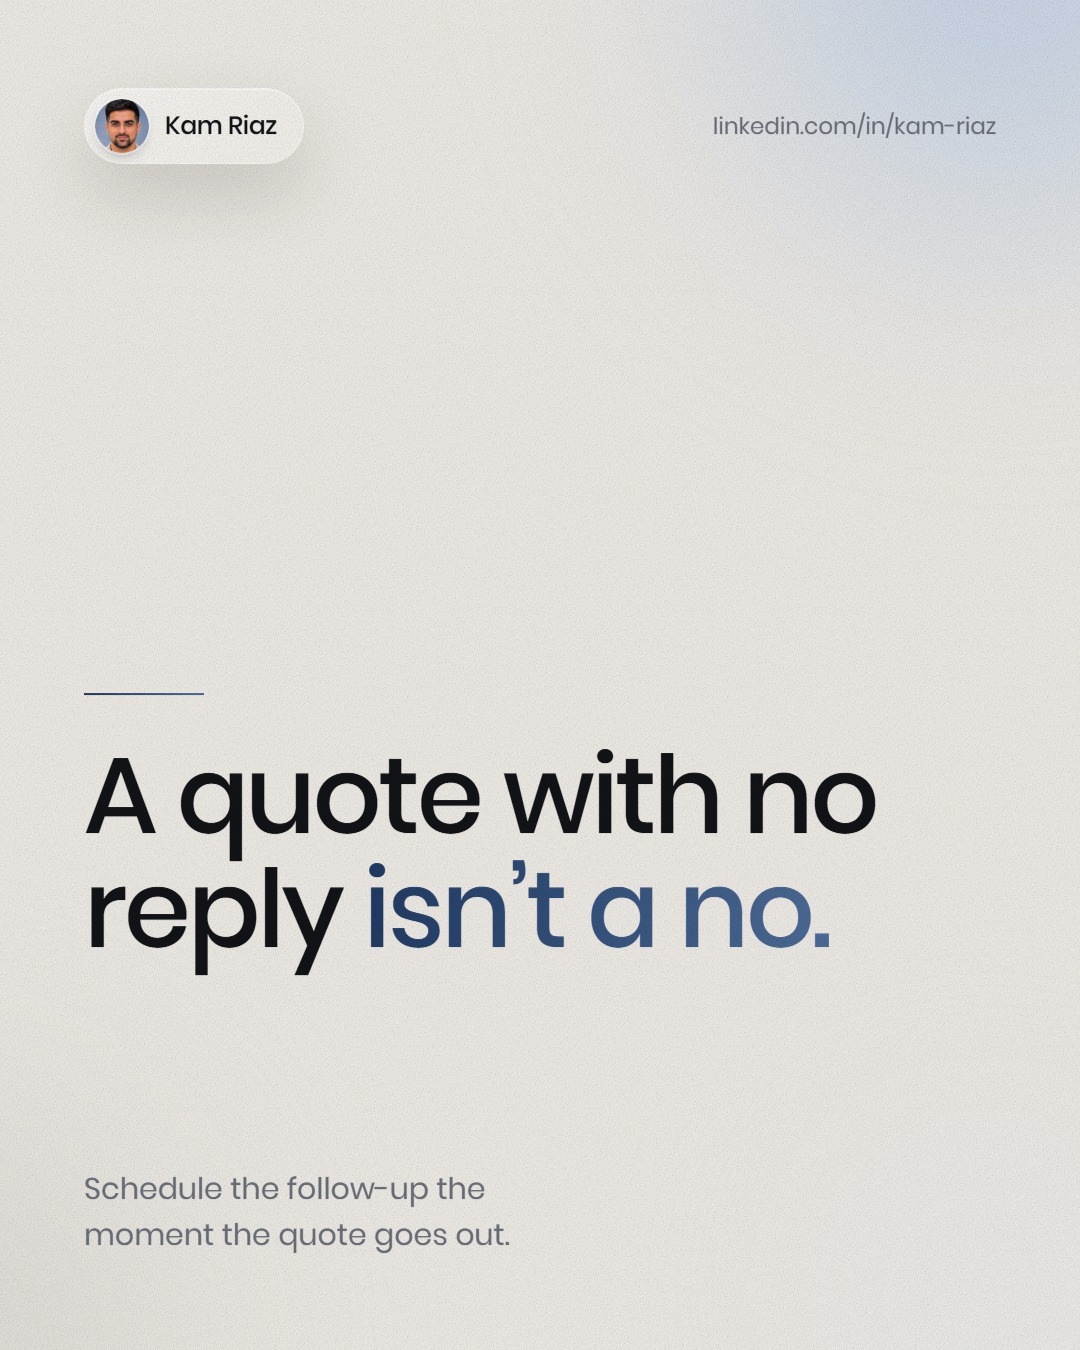 Kam Riaz
linkedin.com/in/kam-riaz
A quote with no
reply isn’t a no.
Schedule the follow-up the
moment the quote goes out.